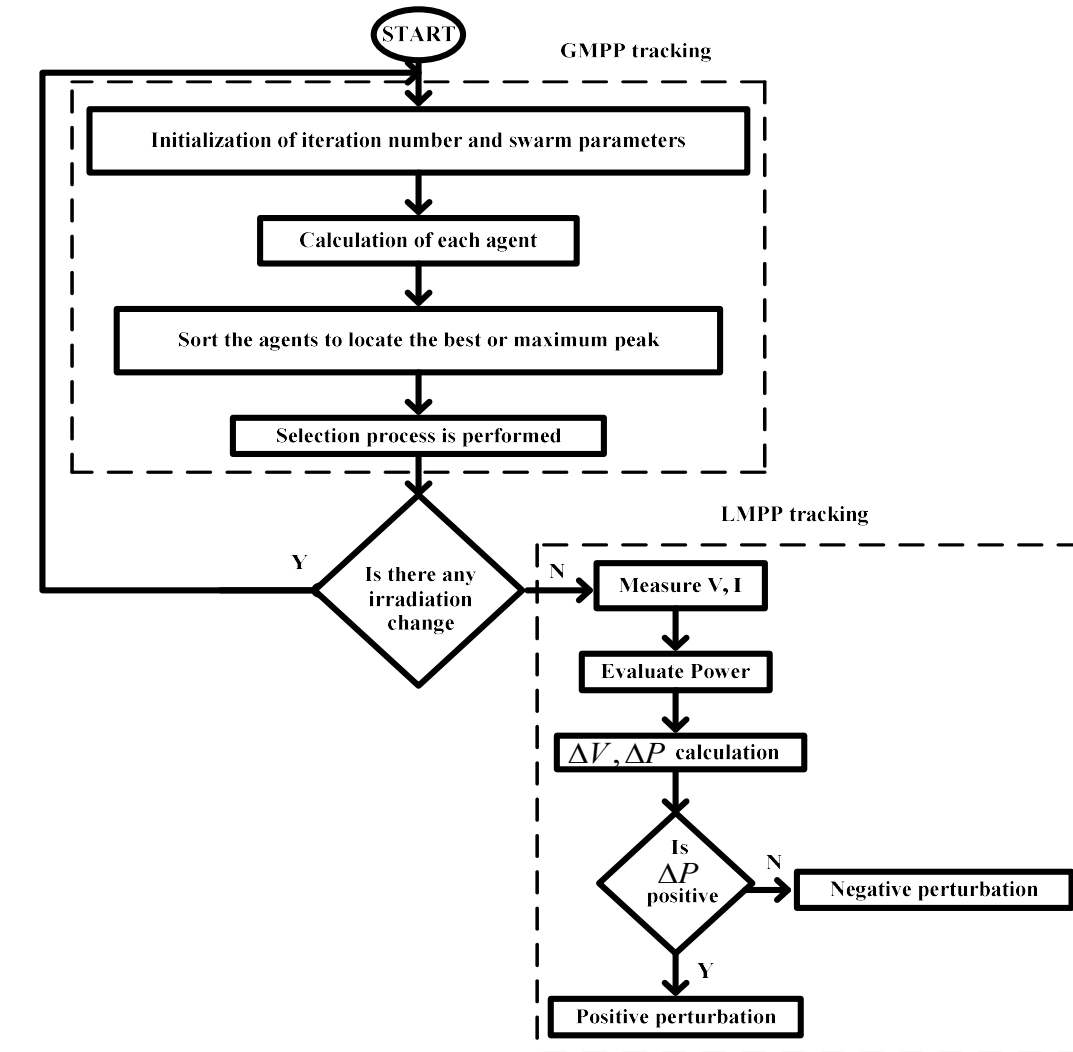 START
GMPP tracking
Initialization of iteration number and swarm parameters
Calculation of each agent
Sort the agents to locate the best or maximum peak
Selection process is performed
Y
Is there any
irradiation
change
N
LMPP tracking
Measure V, I
Evaluate Power
ΔV, ΔP calculation
Is
ΔP
positive
N
Negative perturbation
Y
Positive perturbation